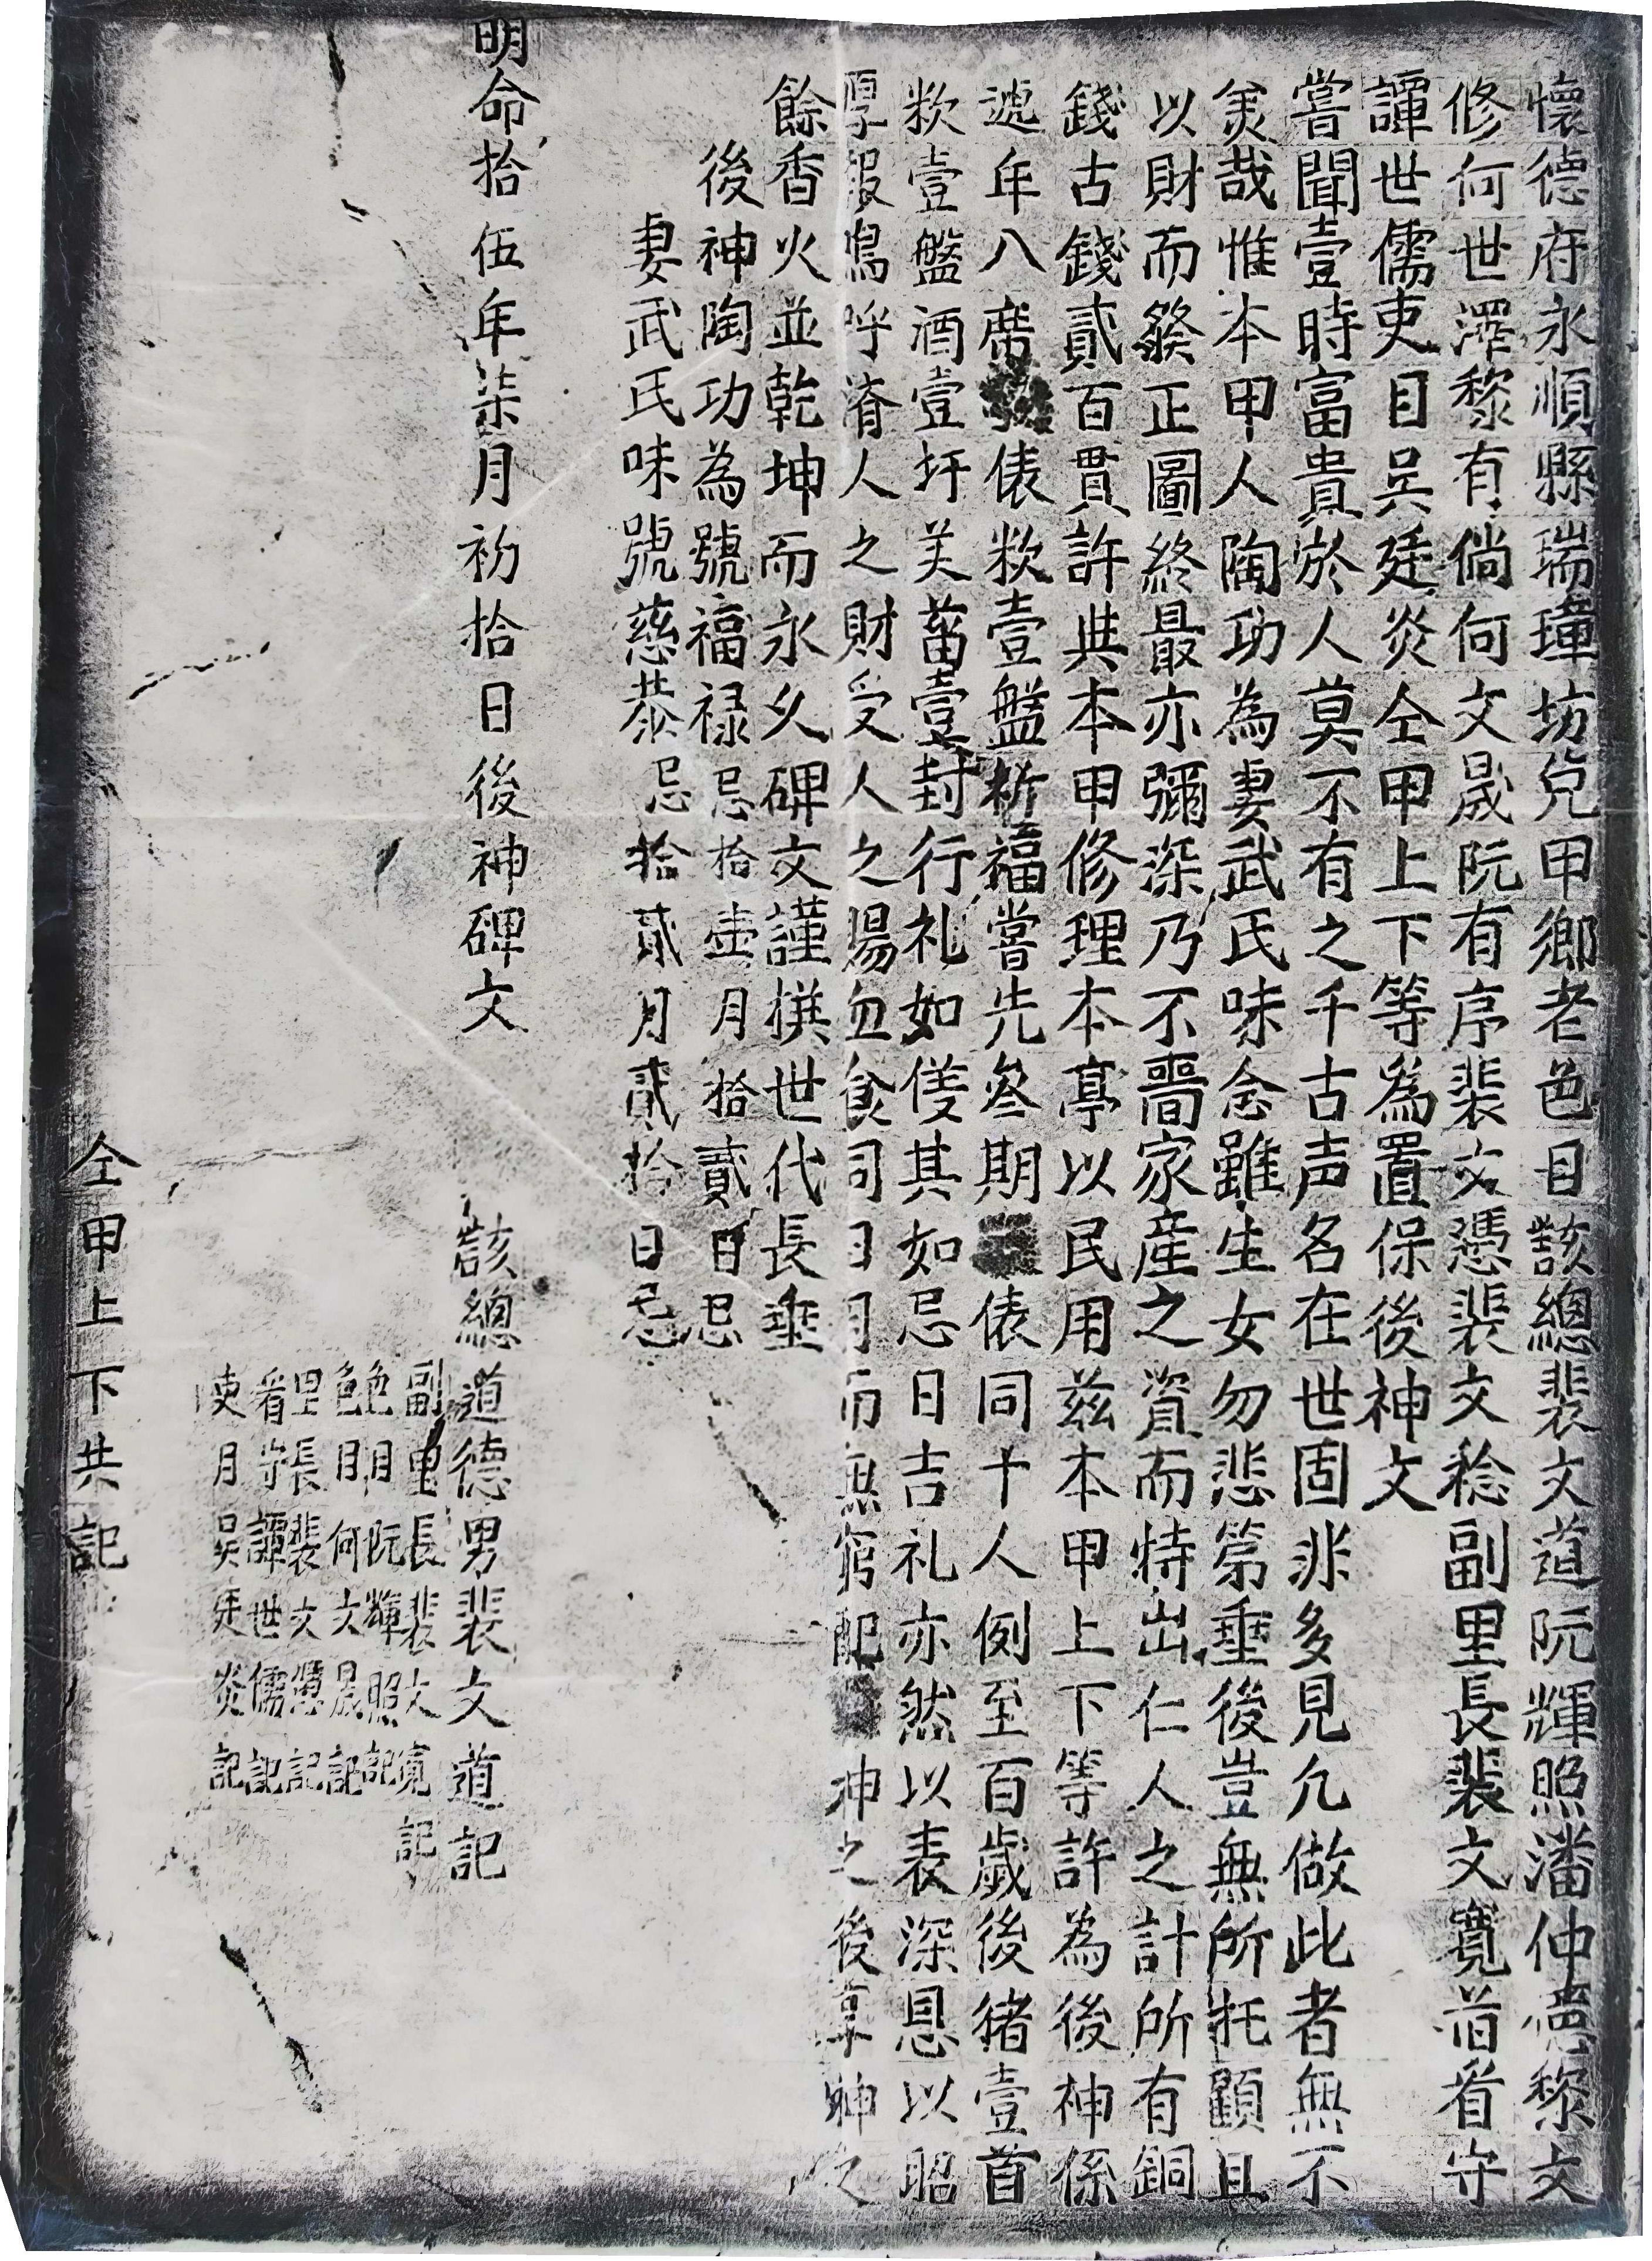 懷德府永順縣瑞璋坊兌甲鄉老色目該總裴文道阮輝照潘仲德黎文
修何世澤黎有倘何文晟阮有序裴文憑裴文稔副里長裴文寬首看守
譚世儒吏目吳廷炎仝甲上下等為置保後神文
嘗聞壹時富貴於人莫不有之千古声名在世固非多見允做此者無不
美哉惟本甲人陶功為妻武氏味念雖生女勿悲第垂後豈無所托顧且
以財而發正圖終最亦彌深乃不嗇家產之資而特出仁人之計所有銅
錢古錢貳百貫許與本甲修理本亭以民用茲本甲上下等許為後神係
遞年八席俵粢壹盤祈福嘗先參期俵同十人例至百歲後猪壹首
粢壹盤酒壹圩芙蒥壹封行礼如儀其如忌日吉礼亦然以表深恩以昭
厚報嗚呼濟人之財受人之賜血食同日月而無窮配神之後享神之
餘香火並乾坤而永久碑文謹撰世代長垂
後神陶功為號福禄忌拾壹月拾貳日忌
妻武氏味號慈恭忌拾貳月貳拾日忌
明命拾伍年柒月初拾日後神碑文
該總道德男裴文道記
副里長裴文寬記
色目阮輝照記
色目何文晟記
里長裴文憑記
看守譚世儒記
吏目吳廷炎記
仝甲上下共記